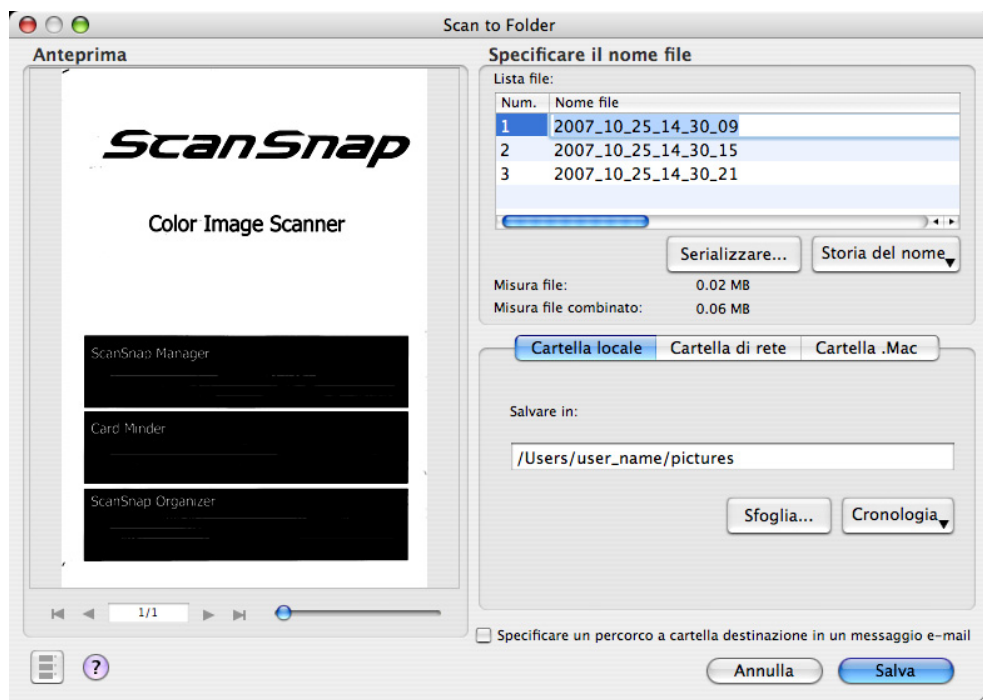 Scan to Folder
Anteprima
ScanSnap
Color Image Scanner
ScanSnap Manager
Card Minder
ScanSnap Organizer
1/1
?
Specificare il nome file
Lista file:
Num. Nome file
1 2007_10_25_14_30_09
2 2007_10_25_14_30_15
3 2007_10_25_14_30_21
Serializzare... Storia del nome
Misura file: 0.02 MB
Misura file combinato: 0.06 MB
Cartella locale Cartella di rete Cartella .Mac
Salvare in:
/Users/user_name/pictures
Sfoglia... Cronologia
Specificare un percorco a cartella destinazione in un messaggio e-mail
Annulla Salva